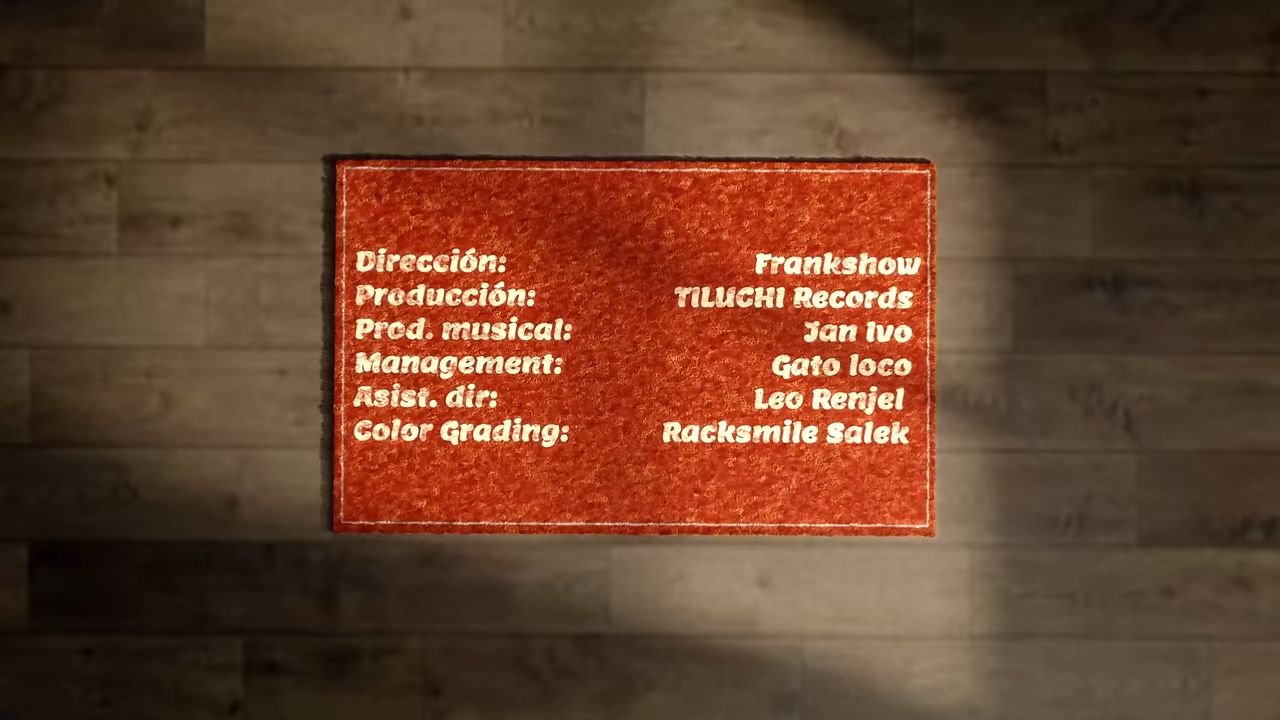 Dirección: Frankshow
Producción: TILUCHI Records
Prod. musical: Jan Ivo
Management: Gato loco
Asist. dir: Leo Renjel
Color Grading: Racksmile Salek